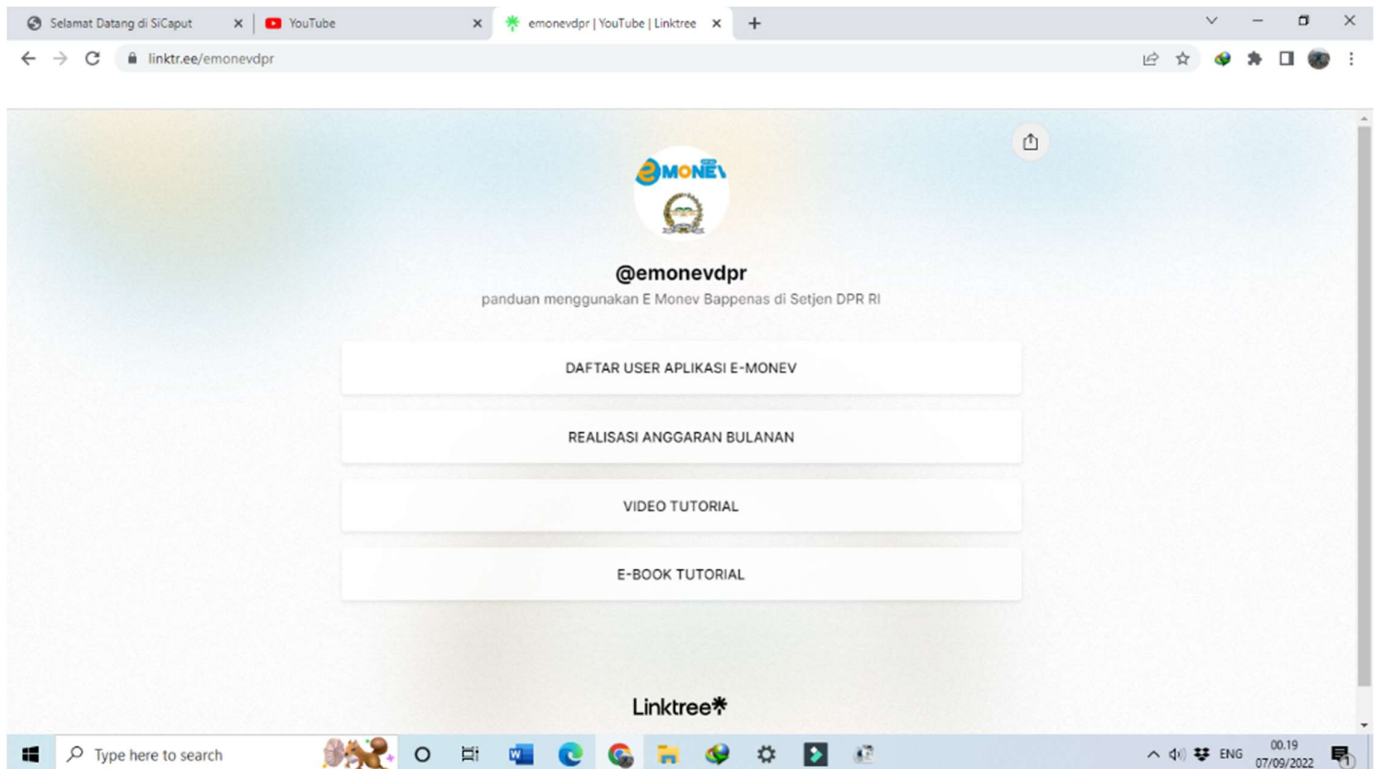 Selamat Datang di SiCaput
YouTube
emonevdpr | YouTube | Linktree
linktr.ee/emonevdpr
MONEV
@emonevdpr
panduan menggunakan E Monev Bappenas di Setjen DPR RI
DAFTAR USER APLIKASI E-MONEV
REALISASI ANGGARAN BULANAN
VIDEO TUTORIAL
E-BOOK TUTORIAL
Linktree
Type here to search
ENG
00.19
07/09/2022
1